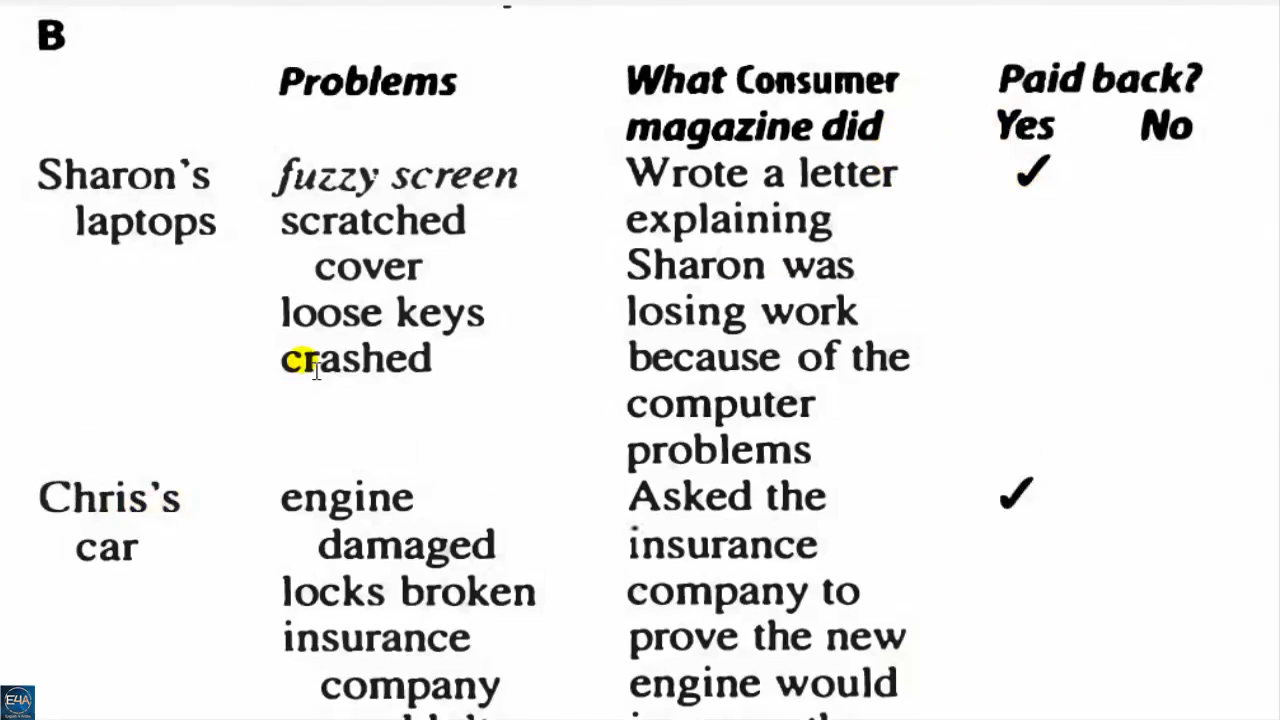 B
Problems What Consumer Paid back?
magazine did Yes No
Sharon's fuzzy screen Wrote a letter ✓
laptops scratched explaining
cover Sharon was
loose keys losing work
crashed because of the
computer
problems
Chris's engine Asked the ✓
car damaged insurance
locks broken company to
insurance prove the new
company engine would
E4A